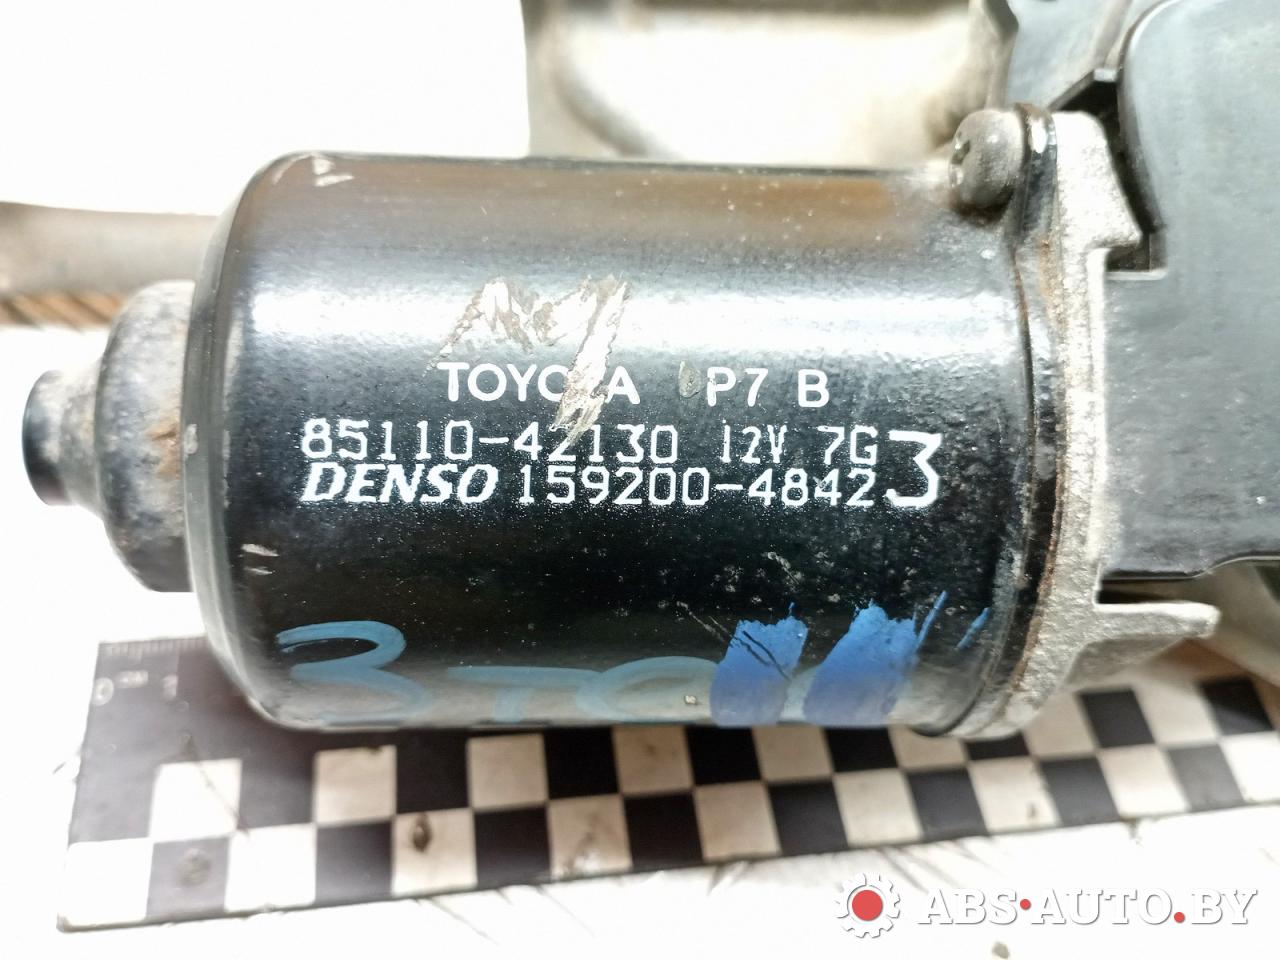 TOYOTA P7 B
85110-42130 12V 7G 3
DENSO 159200-4842
ABS-AUTO.BY